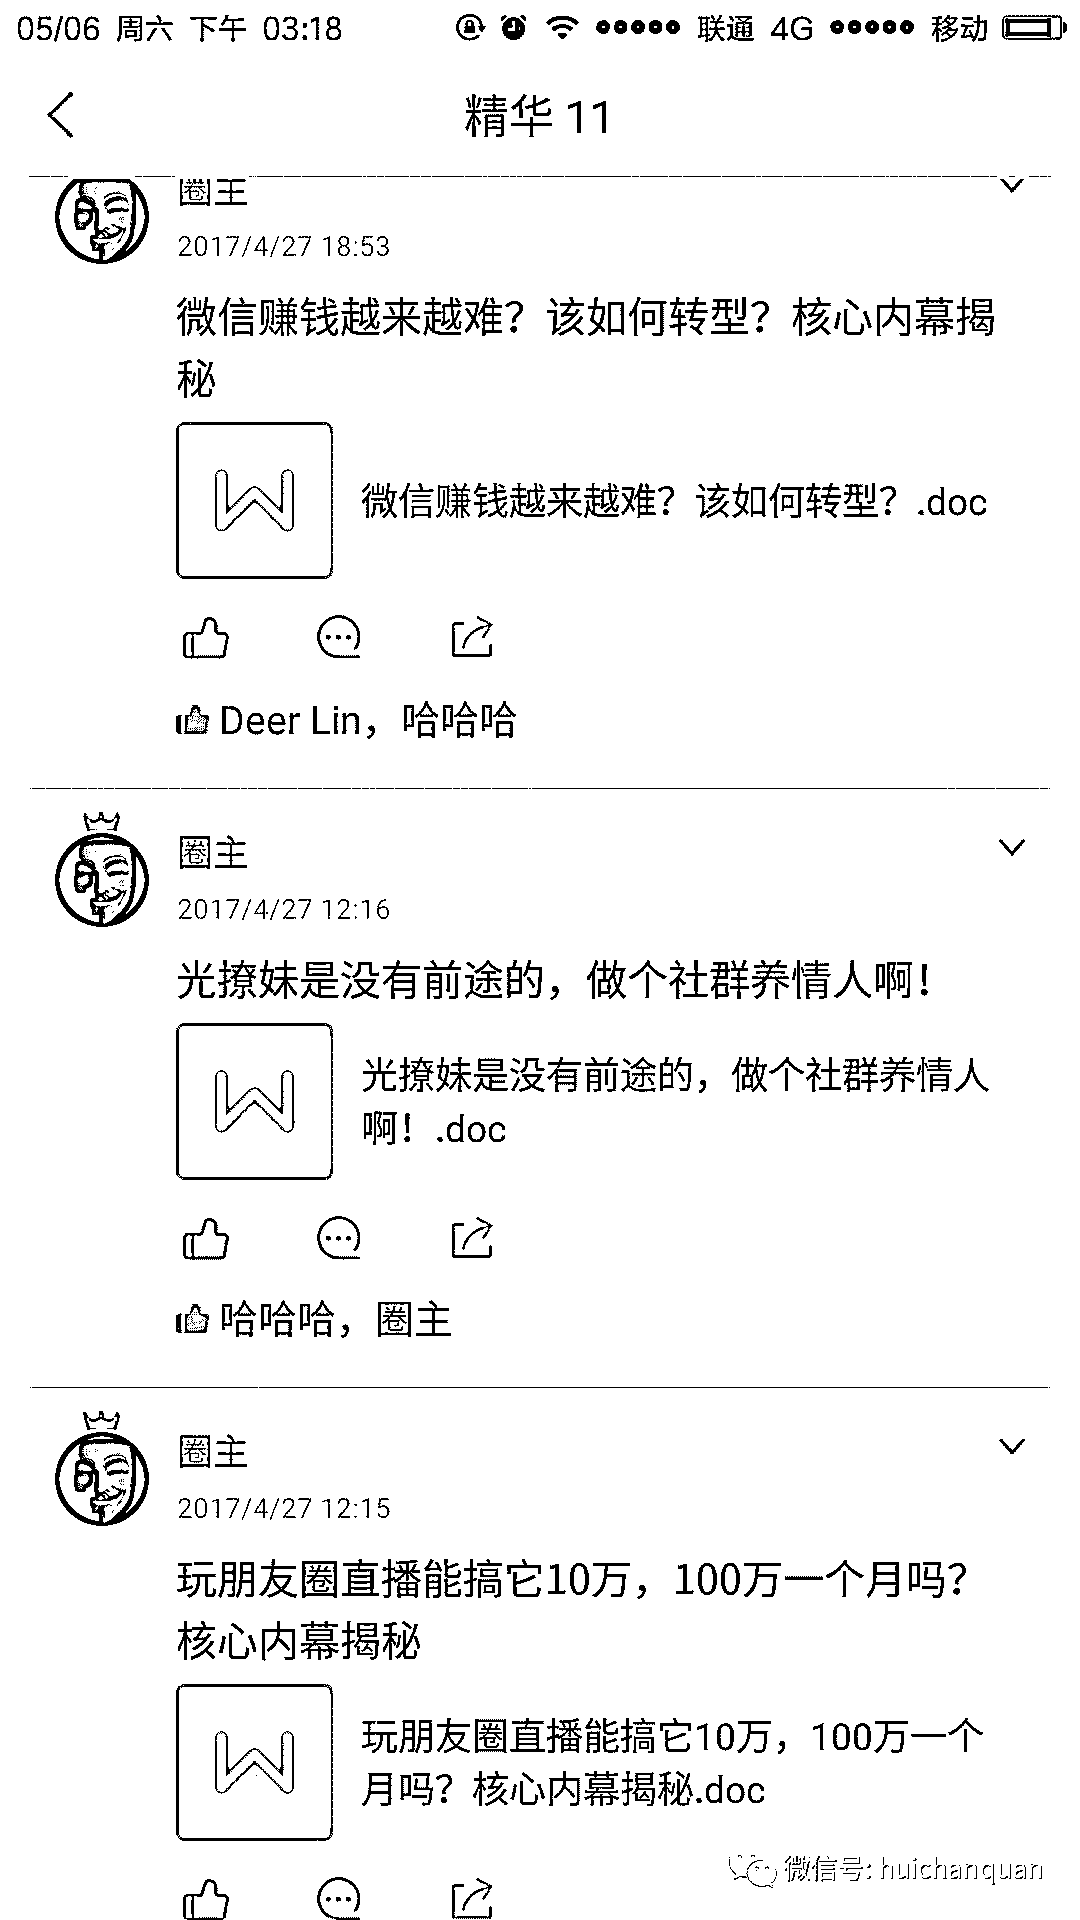 05/06 周六 下午 03:18 联通 4G 移动
精华 11
圈主
2017/4/27 18:53
微信赚钱越来越难？该如何转型？核心内幕揭
秘
微信赚钱越来越难？该如何转型？.doc
Deer Lin，哈哈哈
圈主
2017/4/27 12:16
光撩妹是没有前途的，做个社群养情人啊！
光撩妹是没有前途的，做个社群养情人
啊！.doc
哈哈哈，圈主
圈主
2017/4/27 12:15
玩朋友圈直播能搞它10万，100万一个月吗？
核心内幕揭秘
玩朋友圈直播能搞它10万，100万一个
月吗？核心内幕揭秘.doc
微信号: huichanquan